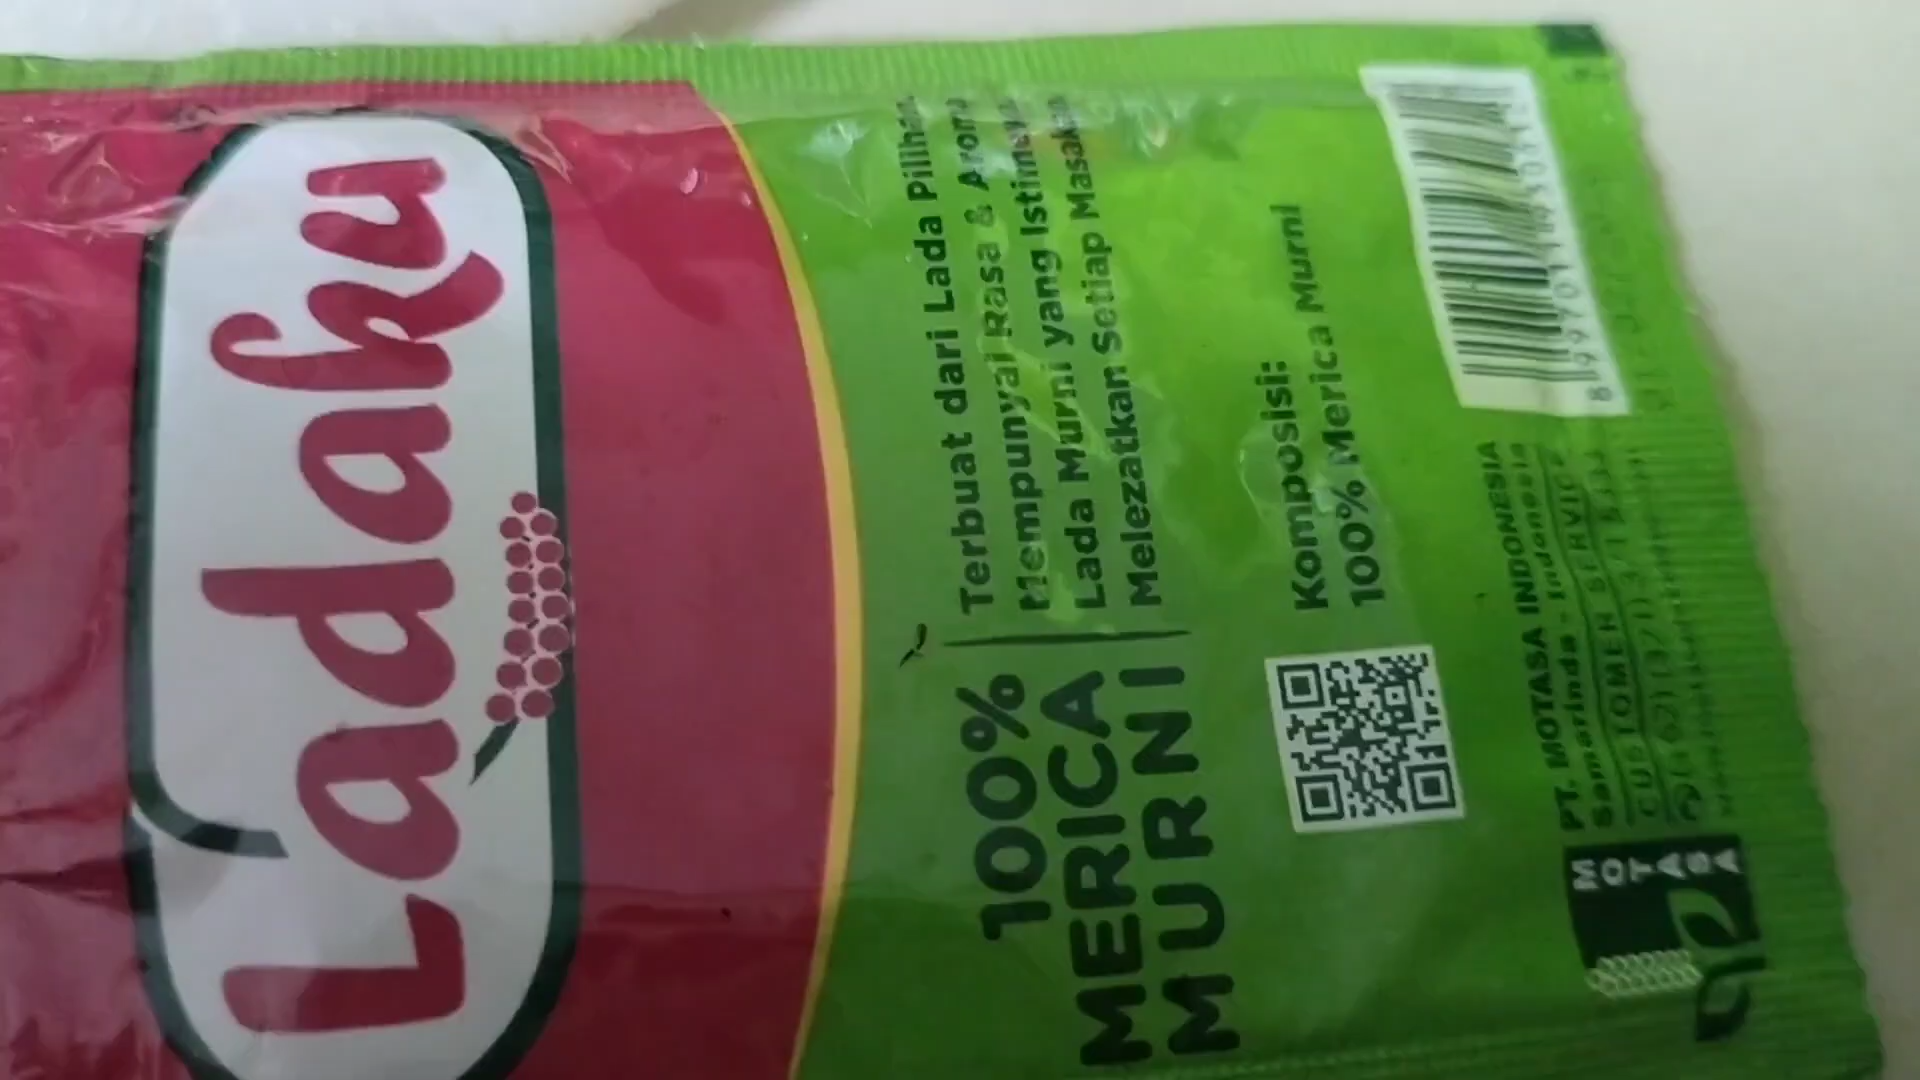 Ladaku
100%
MERICA
MURNI
Terbuat dari Lada Pilihan
Mempunyai Rasa & Aroma
Lada Murni yang Istimewa
Melezatkan Setiap Masakan
Komposisi:
100% Merica Murni
PT. MOTASA INDONESIA
Samarinda - Indonesia
CUSTOMER SERVICE
MOTASA